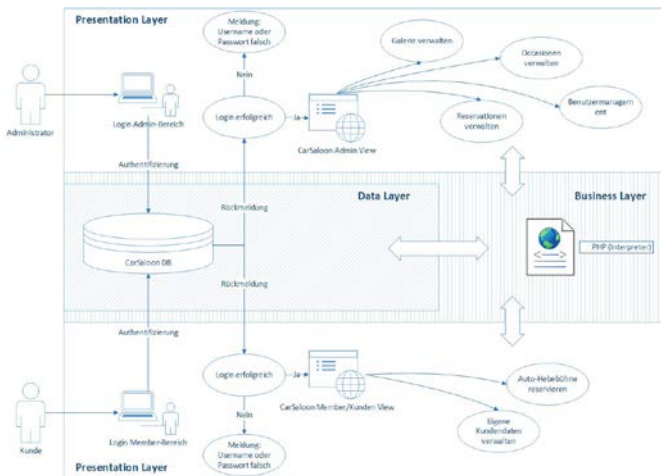 Presentation Layer
Meldung:
Username oder
Passwort falsch
Galerie verwalten
Occasionen
verwalten
Nein
Administrator
Login Admin-Bereich
Login erfolgreich
Ja
CarSaloon Admin View
Reservationen
verwalten
Benutzermanagem
ent
Authentifizierung
Rückmeldung
Data Layer
Business Layer
CarSaloon DB
PHP (Interpreter)
Rückmeldung
Authentifizierung
Kunde
Login Member-Bereich
Login erfolgreich
Ja
CarSaloon Member/Kunden View
Auto-Hebebühne
reservieren
Eigene
Kundendaten
verwalten
Nein
Meldung:
Username oder
Passwort falsch
Presentation Layer